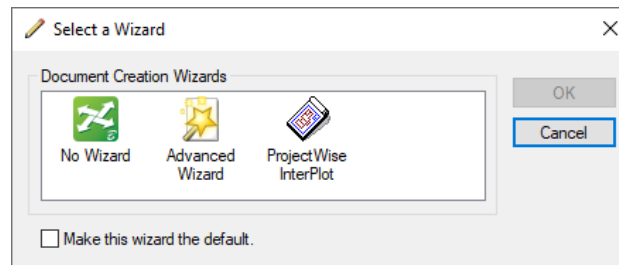 Select a Wizard
Document Creation Wizards
No Wizard
Advanced
Wizard
ProjectWise
InterPlot
OK
Cancel
Make this wizard the default.